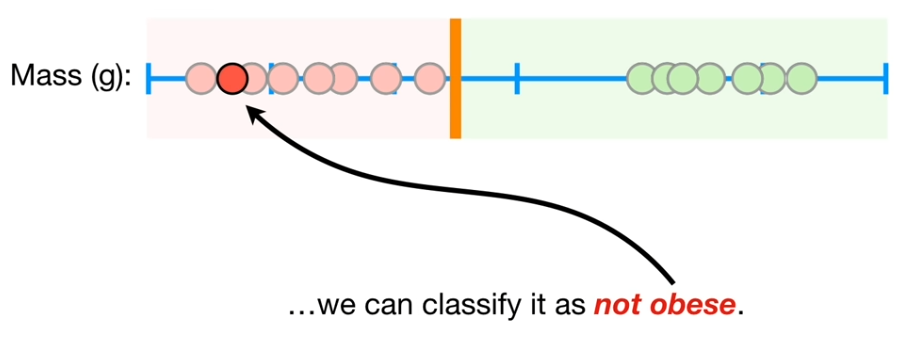 Mass (g):
…we can classify it as not obese.